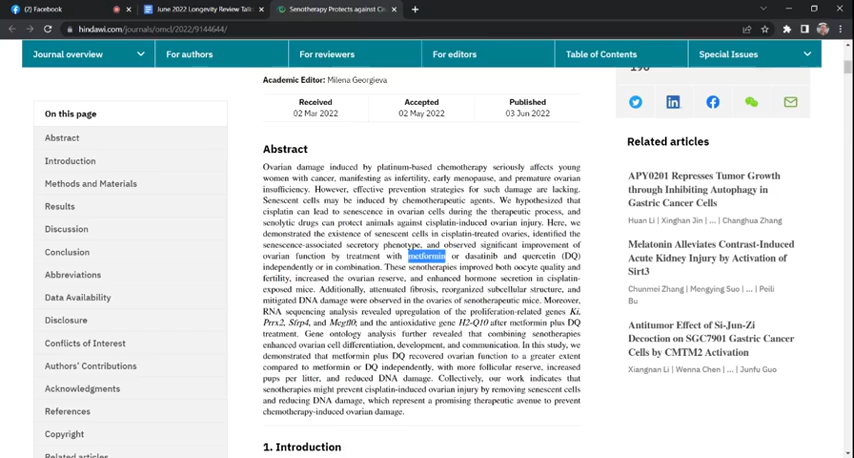 Facebook
June 2022 Longevity Review Tal
Senotherapy Protects against Ci
hindawi.com/journals/omcl/2022/9144644/
Journal overview
For authors
For reviewers
For editors
Table of Contents
Special Issues
Academic Editor: Milena Georgieva
Received
02 Mar 2022
Accepted
02 May 2022
Published
03 Jun 2022
On this page
Abstract
Introduction
Methods and Materials
Results
Discussion
Conclusion
Abbreviations
Data Availability
Disclosure
Conflicts of Interest
Authors' Contributions
Acknowledgments
References
Copyright
Related articles
Abstract
Ovarian damage induced by platinum-based chemotherapy seriously affects young
women with cancer, manifesting as infertility, early menopause, and premature ovarian
insufficiency. However, effective prevention strategies for such damage are lacking.
Senescent cells may be induced by chemotherapeutic agents. We hypothesized that
cisplatin can lead to senescence in ovarian cells during the therapeutic process, and
senolytic drugs can protect animals against cisplatin-induced ovarian injury. Here, we
demonstrated the existence of senescent cells in cisplatin-treated ovaries, identified the
senescence-associated secretory phenotype, and observed significant improvement of
ovarian function by treatment with metformin or dasatinib and quercetin (DQ)
independently or in combination. These senotherapies improved both oocyte quality and
fertility, increased the ovarian reserve, and enhanced hormone secretion in cisplatin-
exposed mice. Additionally, attenuated fibrosis, reorganized subcellular structure, and
mitigated DNA damage were observed in the ovaries of senotherapeutic mice. Moreover,
RNA sequencing analysis revealed upregulation of the proliferation-related genes Ki,
Prrx2, Sfrp4, and Megfl0; and the antioxidative gene H2-Q10 after metformin plus DQ
treatment. Gene ontology analysis further revealed that combining senotherapies
enhanced ovarian cell differentiation, development, and communication. In this study, we
demonstrated that metformin plus DQ recovered ovarian function to a greater extent
compared to metformin or DQ independently, with more follicular reserve, increased
pups per litter, and reduced DNA damage. Collectively, our work indicates that
senotherapies might prevent cisplatin-induced ovarian injury by removing senescent cells
and reducing DNA damage, which represent a promising therapeutic avenue to prevent
chemotherapy-induced ovarian damage.
1. Introduction
Related articles
APY0201 Represses Tumor Growth
through Inhibiting Autophagy in
Gastric Cancer Cells
Huan Li | Xinghan Jin | ... | Changhua Zhang
Melatonin Alleviates Contrast-Induced
Acute Kidney Injury by Activation of
Sirt3
Chunmei Zhang | Mengying Suo | ... | Peili
Bu
Antitumor Effect of Si-Jun-Zi
Decoction on SGC7901 Gastric Cancer
Cells by CMTM2 Activation
Xiangnan Li | Wenna Chen | ... | Junfu Guo